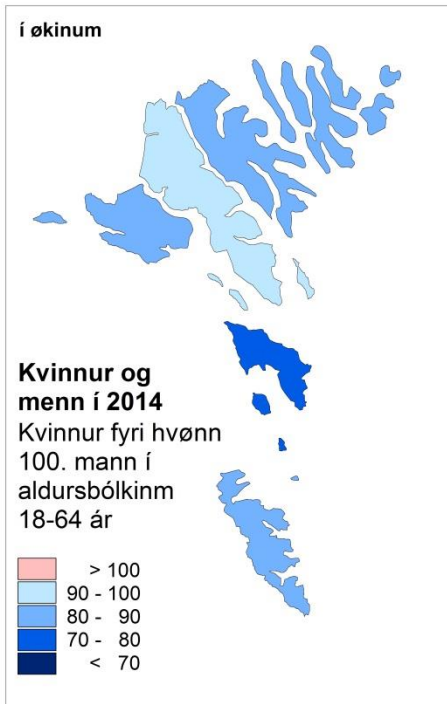 í økinum
Kvinnur og
menn í 2014
Kvinnur fyri hvønn
100. mann í
aldursbólkinm
18-64 ár
> 100
90 - 100
80 - 90
70 - 80
< 70